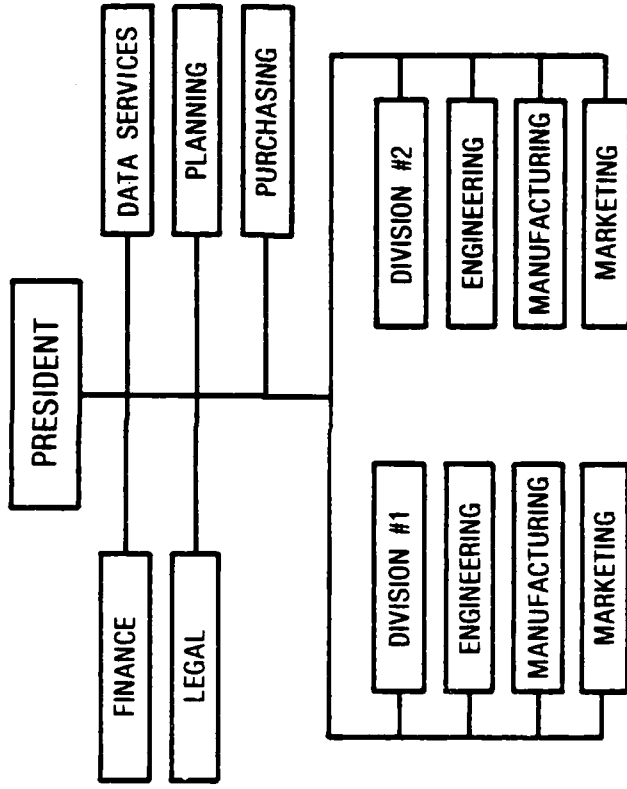 PRESIDENT
FINANCE
DATA SERVICES
LEGAL
PLANNING
PURCHASING
DIVISION #1
ENGINEERING
MANUFACTURING
MARKETING
DIVISION #2
ENGINEERING
MANUFACTURING
MARKETING